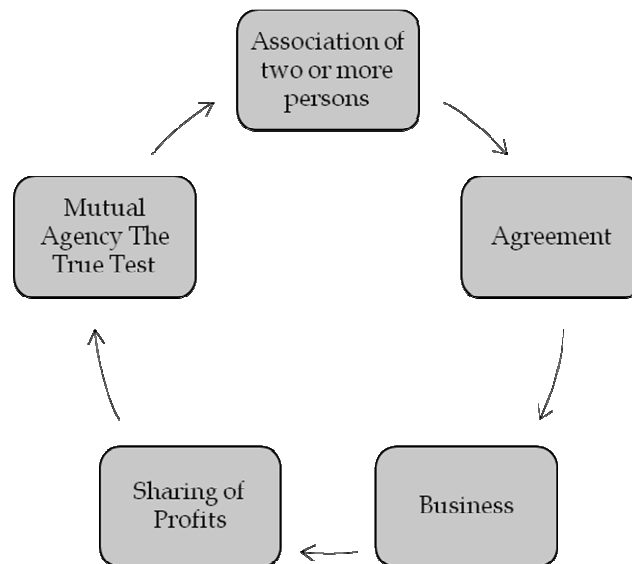 Association of
two or more
persons
Agreement
Business
Sharing of
Profits
Mutual
Agency The
True Test